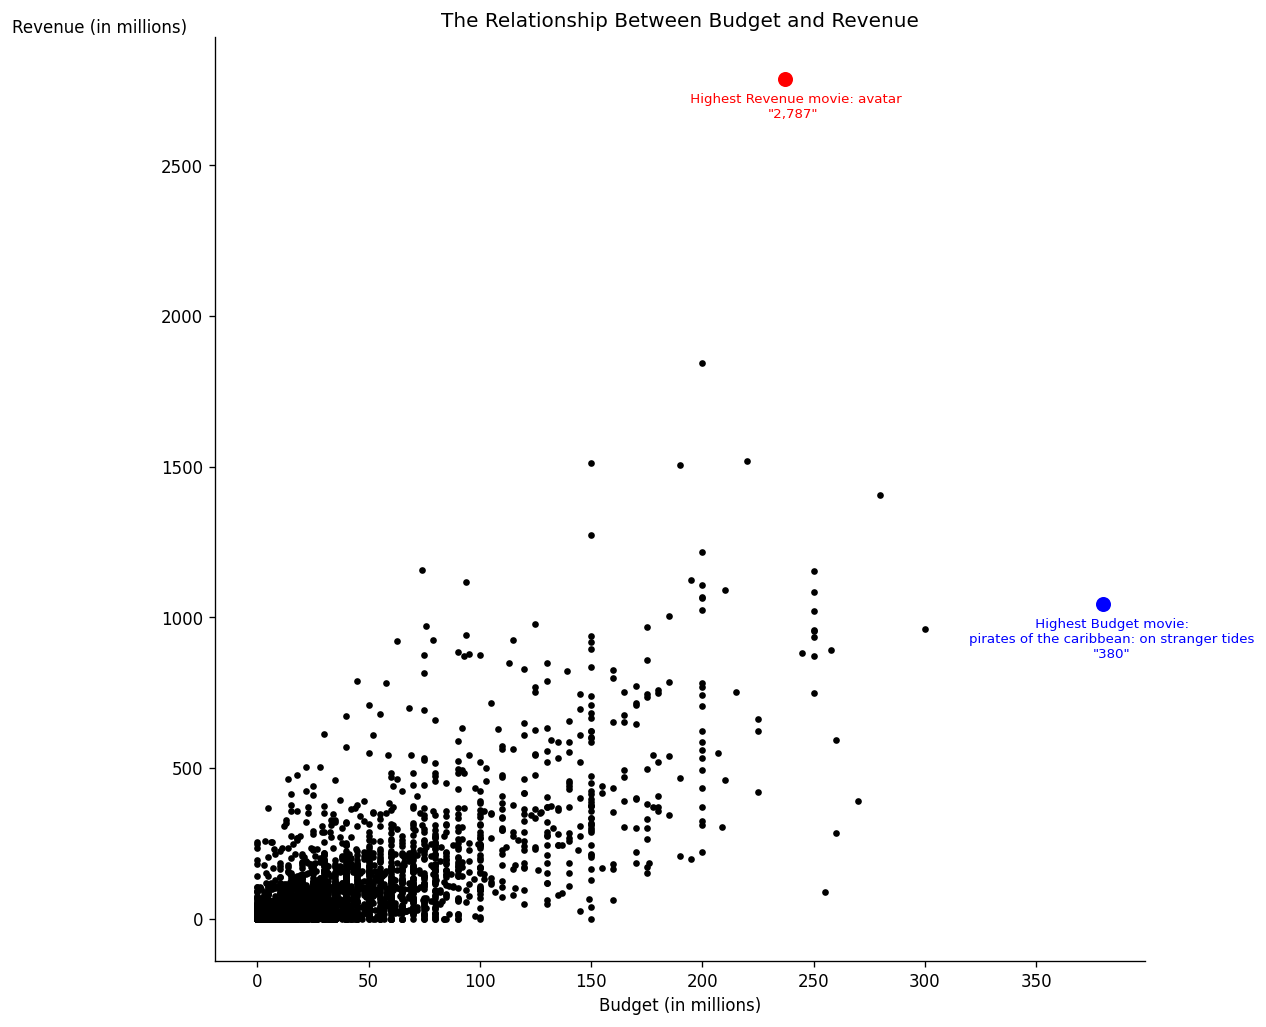 The Relationship Between Budget and Revenue
Revenue (in millions)
Highest Revenue movie: avatar
"2,787"
2500
2000
1500
1000
500
0
Highest Budget movie:
pirates of the caribbean: on stranger tides
"380"
0 50 100 150 200 250 300 350
Budget (in millions)